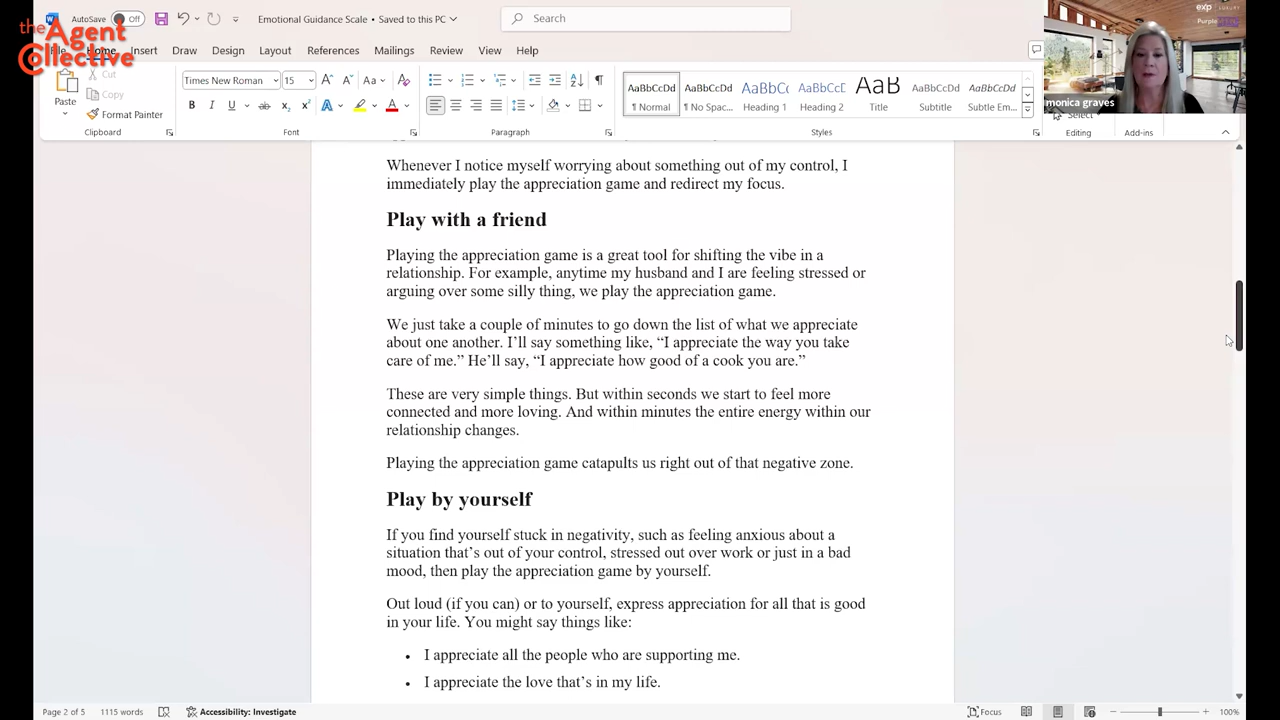 the Agent Collective
AutoSave Off
Emotional Guidance Scale • Saved to this PC
Search
exp LUXURY
Purple
monica graves
File Home Insert Draw Design Layout References Mailings Review View Help
Paste
Cut
Copy
Format Painter
Clipboard
Times New Roman 15
Font
Paragraph
AaBbCcDd AaBbCcDd AaBbC( AaBbCcC AaB AaBbCcDd AaBbCcDd
¶ Normal ¶ No Spac... Heading 1 Heading 2 Title Subtitle Subtle Em...
Styles
Select
Editing
Add-ins
Whenever I notice myself worrying about something out of my control, I
immediately play the appreciation game and redirect my focus.
Play with a friend
Playing the appreciation game is a great tool for shifting the vibe in a
relationship. For example, anytime my husband and I are feeling stressed or
arguing over some silly thing, we play the appreciation game.
We just take a couple of minutes to go down the list of what we appreciate
about one another. I’ll say something like, “I appreciate the way you take
care of me.” He’ll say, “I appreciate how good of a cook you are.”
These are very simple things. But within seconds we start to feel more
connected and more loving. And within minutes the entire energy within our
relationship changes.
Playing the appreciation game catapults us right out of that negative zone.
Play by yourself
If you find yourself stuck in negativity, such as feeling anxious about a
situation that’s out of your control, stressed out over work or just in a bad
mood, then play the appreciation game by yourself.
Out loud (if you can) or to yourself, express appreciation for all that is good
in your life. You might say things like:
• I appreciate all the people who are supporting me.
• I appreciate the love that’s in my life.
Page 2 of 5 1115 words Accessibility: Investigate Focus 100%